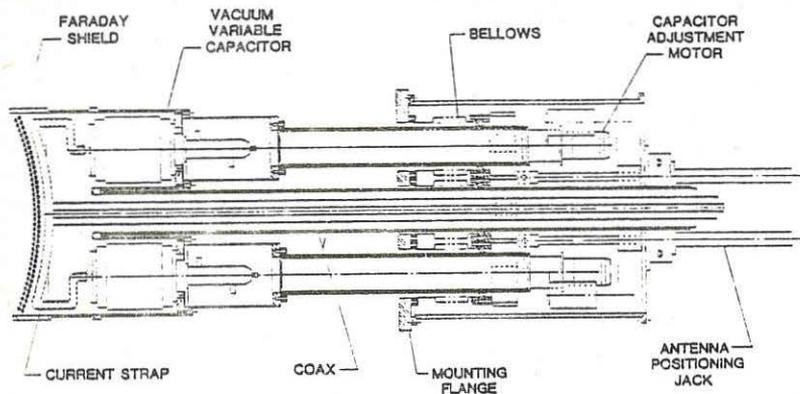 FARADAY
SHIELD
VACUUM
VARIABLE
CAPACITOR
BELLOWS
CAPACITOR
ADJUSTMENT
MOTOR
CURRENT STRAP
COAX
MOUNTING
FLANGE
ANTENNA
POSITIONING
JACK